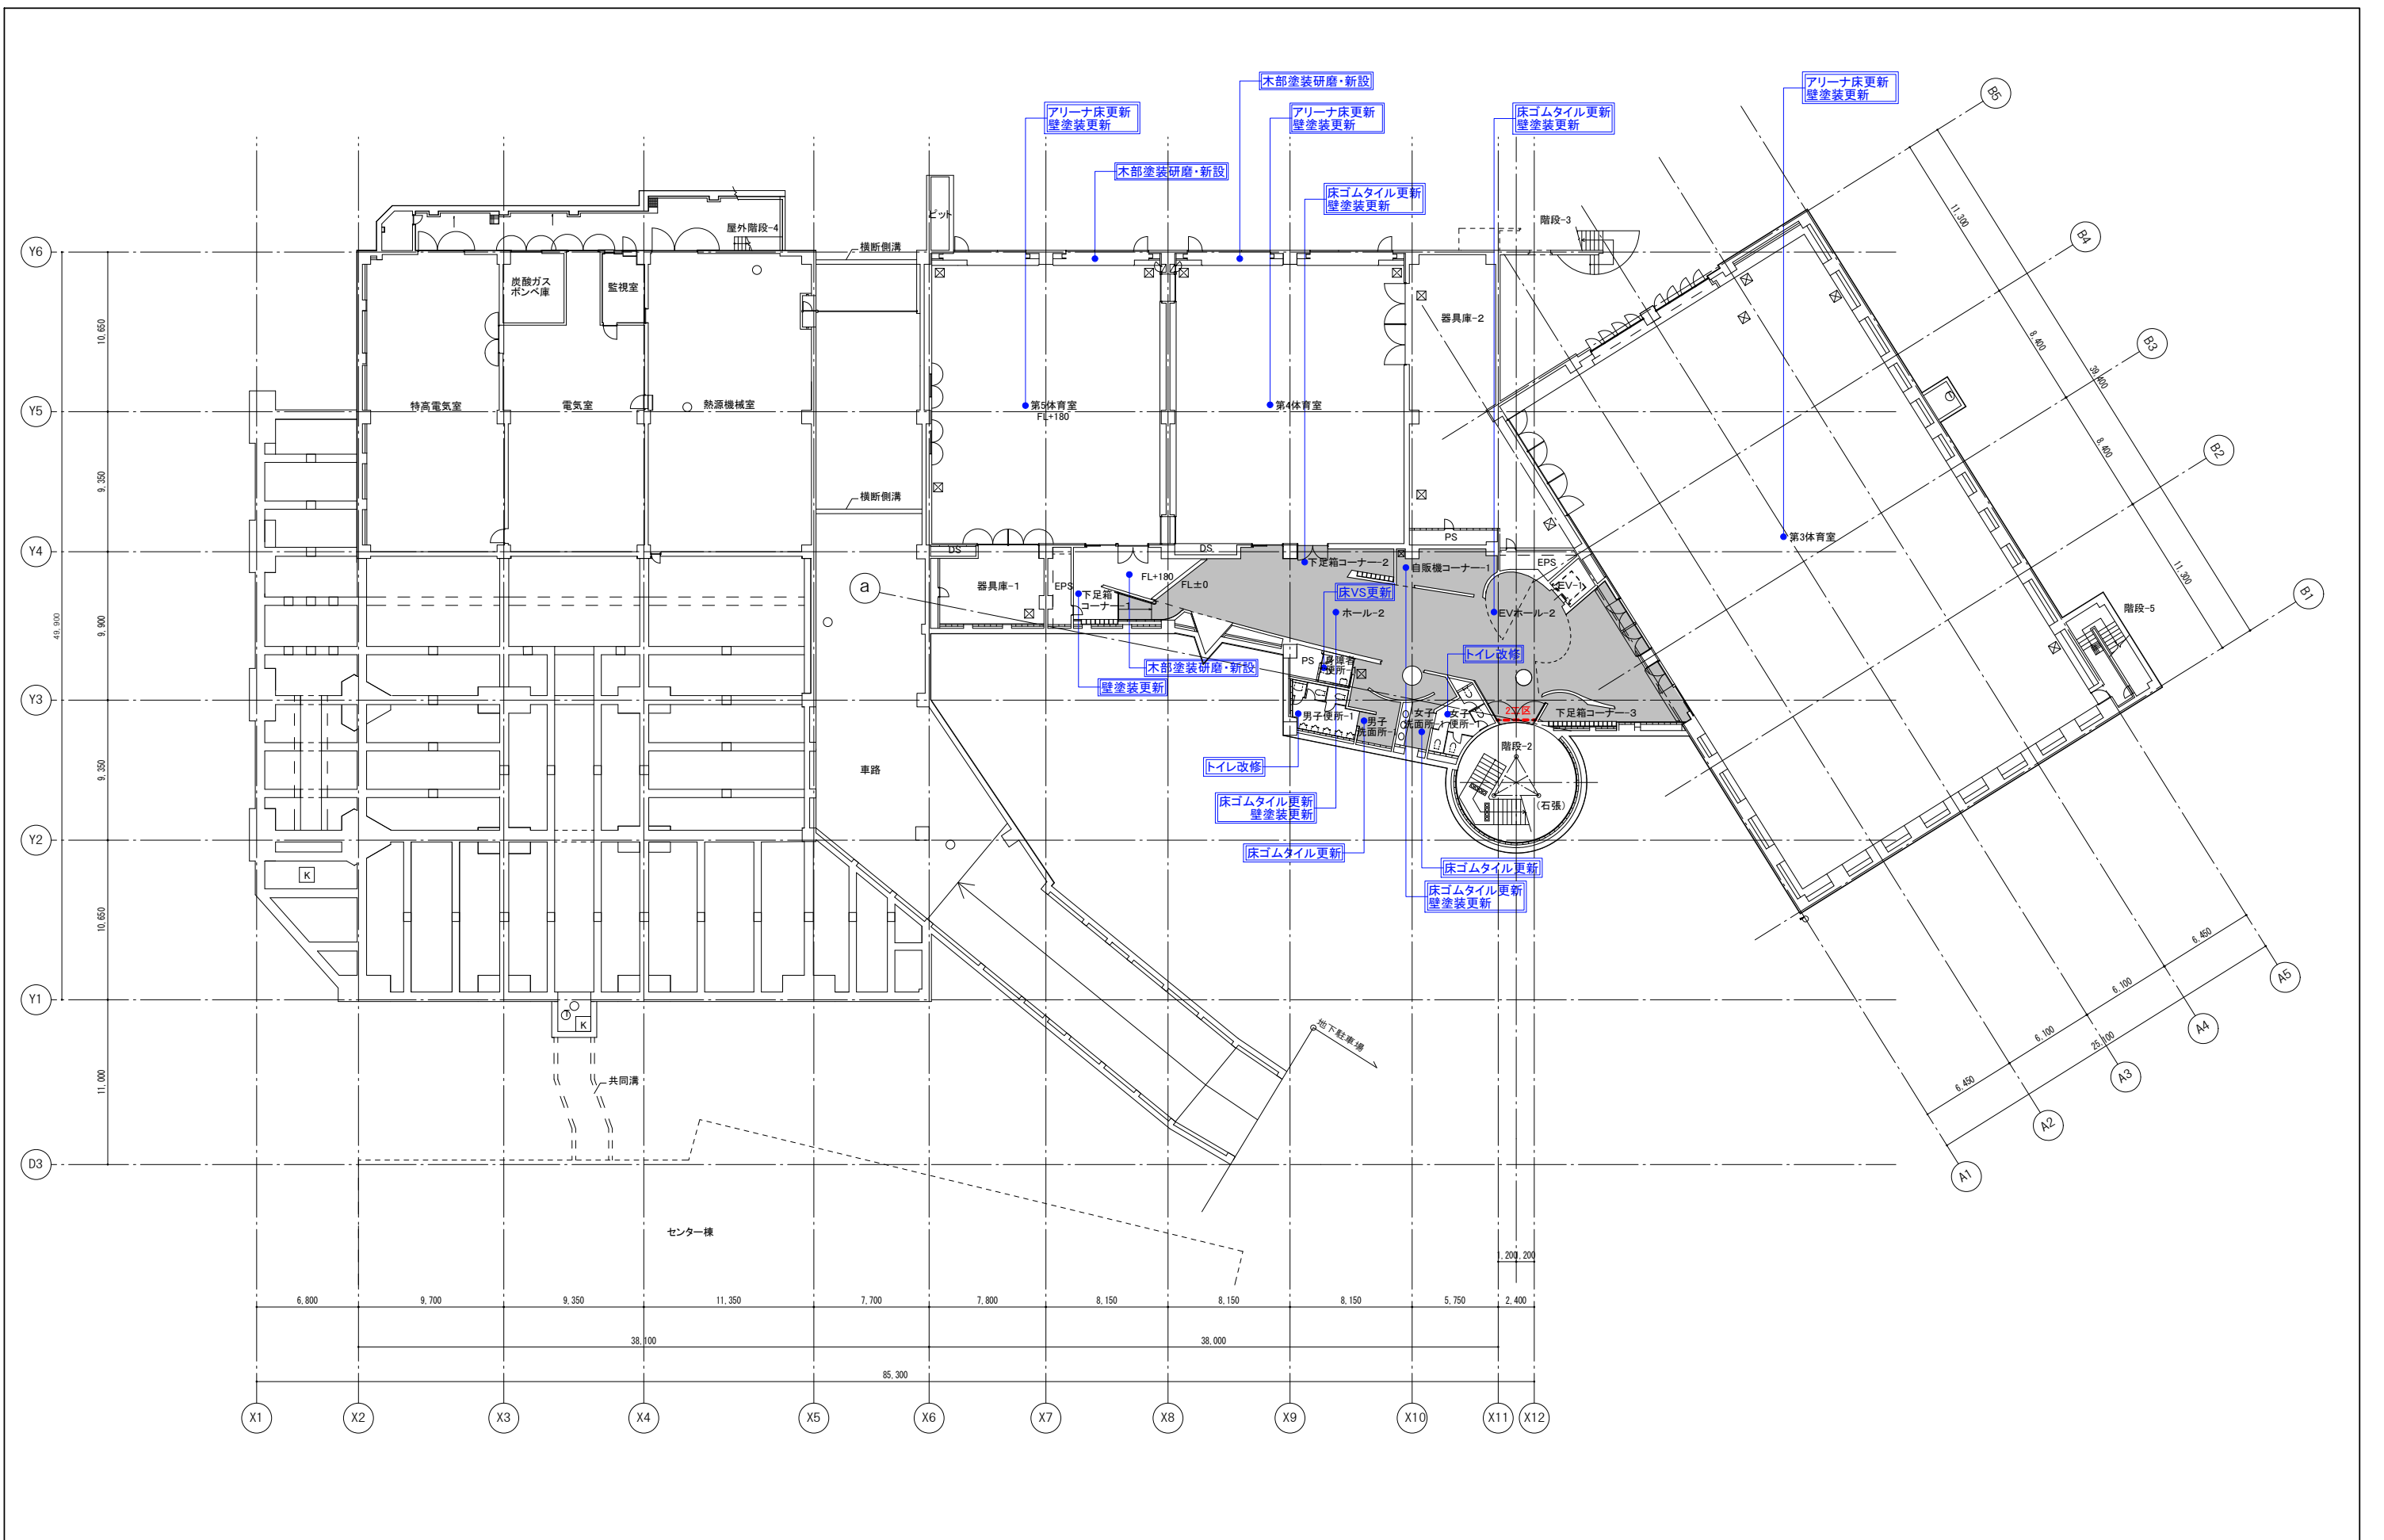 木部塗装研磨・新設
アリーナ床更新
壁塗装更新
アリーナ床更新
壁塗装更新
アリーナ床更新
壁塗装更新
床ゴムタイル更新
壁塗装更新
木部塗装研磨・新設
床ゴムタイル更新
壁塗装更新
B5
B4
B3
B2
B1
11,300
8,400
39,400
8,400
11,300
ピット
階段-3
屋外階段-4
横断側溝
Y6
炭酸ガス
ボンベ庫
監視室
器具庫-2
10,650
Y5
特高電気室
電気室
熱源機械室
第5体育室
FL+180
第4体育室
9,350
横断側溝
PS
第3体育室
Y4
DS
DS
a
器具庫-1
EPS
下足箱
コーナー-1
FL+180
FL±0
下足箱コーナー-2
自販機コーナー-1
EPS
EV-1
床VS更新
ホール-2
EVホール-2
階段-5
49,900
9,900
トイレ改修
PS
身障者
便所-1
木部塗装研磨・新設
壁塗装更新
Y3
男子便所-1
男子
洗面所-1
女子
洗面所-1
女子
便所-1
2工区
下足箱コーナー-3
階段-2
(石張)
9,350
車路
トイレ改修
床ゴムタイル更新
壁塗装更新
Y2
床ゴムタイル更新
床ゴムタイル更新
K
床ゴムタイル更新
壁塗装更新
10,650
Y1
K
地下駐車場
共同溝
11,000
D3
センター棟
6,450
6,100
6,100
6,450
25,100
A5
A4
A3
A2
A1
1,200
1,200
6,800
9,700
9,350
11,350
7,700
7,800
8,150
8,150
8,150
5,750
2,400
38,100
38,000
85,300
X1
X2
X3
X4
X5
X6
X7
X8
X9
X10
X11
X12